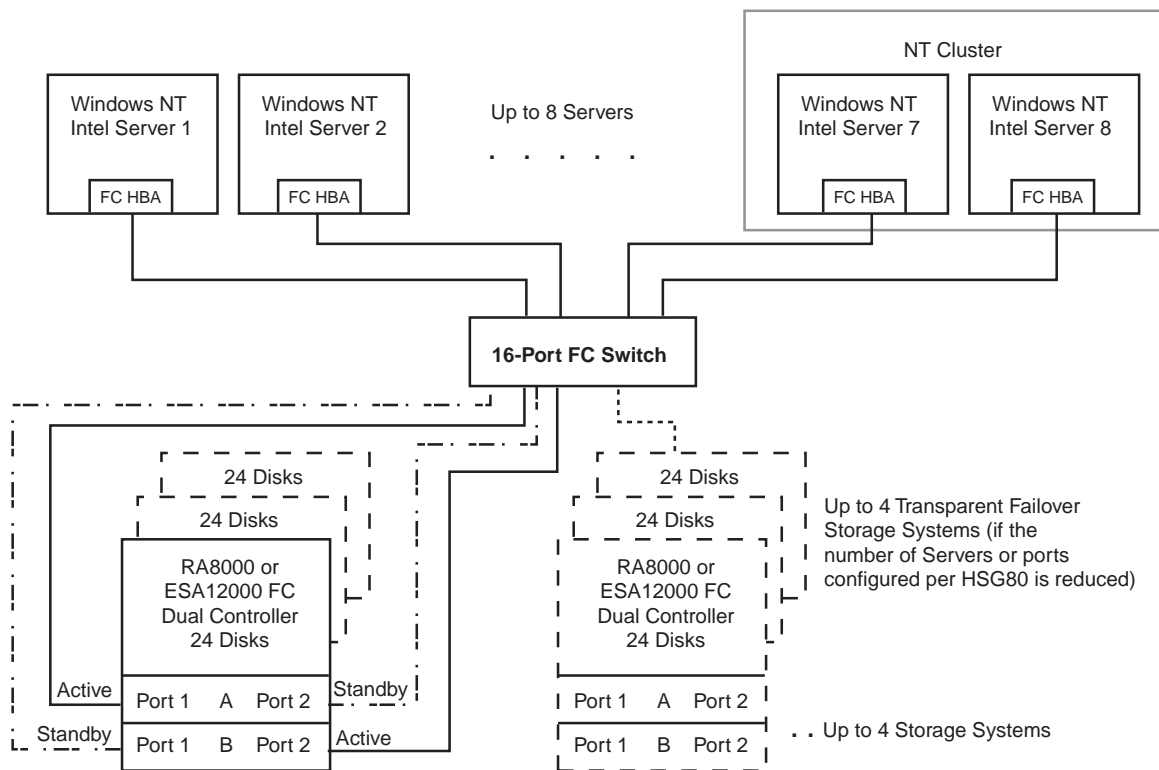 NT Cluster
Windows NT
Intel Server 1
FC HBA
Windows NT
Intel Server 2
FC HBA
Up to 8 Servers
. . . . .
Windows NT
Intel Server 7
FC HBA
Windows NT
Intel Server 8
FC HBA
16-Port FC Switch
24 Disks
24 Disks
RA8000 or
ESA12000 FC
Dual Controller
24 Disks
Active
Port 1 A Port 2
Standby
Standby
Port 1 B Port 2
Active
24 Disks
24 Disks
RA8000 or
ESA12000 FC
Dual Controller
24 Disks
Port 1 A Port 2
Port 1 B Port 2
Up to 4 Transparent Failover
Storage Systems (if the
number of Servers or ports
configured per HSG80 is reduced)
. . Up to 4 Storage Systems